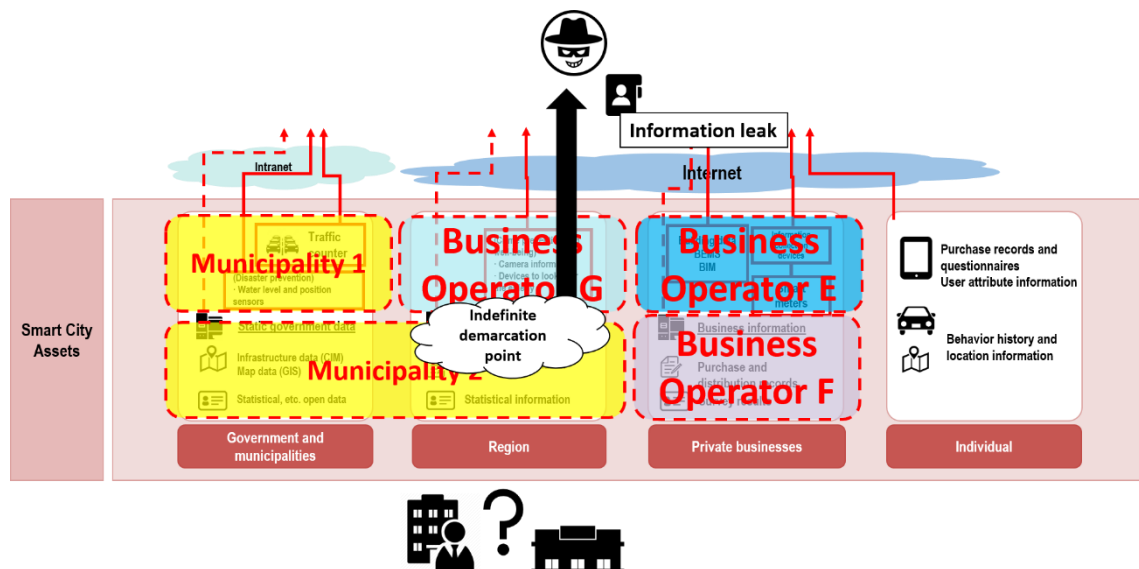 Information leak
Intranet
Internet
Smart City
Assets
Traffic
counter
(Disaster prevention)
· Water level and position
sensors
Municipality 1
Static government data
Infrastructure data (CIM)
Map data (GIS)
Statistical, etc. open data
Municipality 2
Government and
municipalities
Business
Operator G
· Camera information
· Devices to look
Indefinite
demarcation
point
Statistical information
Region
Business
Operator E
BEMS
BIM
Information
devices
meters
Business information
Purchase and
distribution records
Business
Operator F
Private businesses
Purchase records and
questionnaires
User attribute information
Behavior history and
location information
Individual